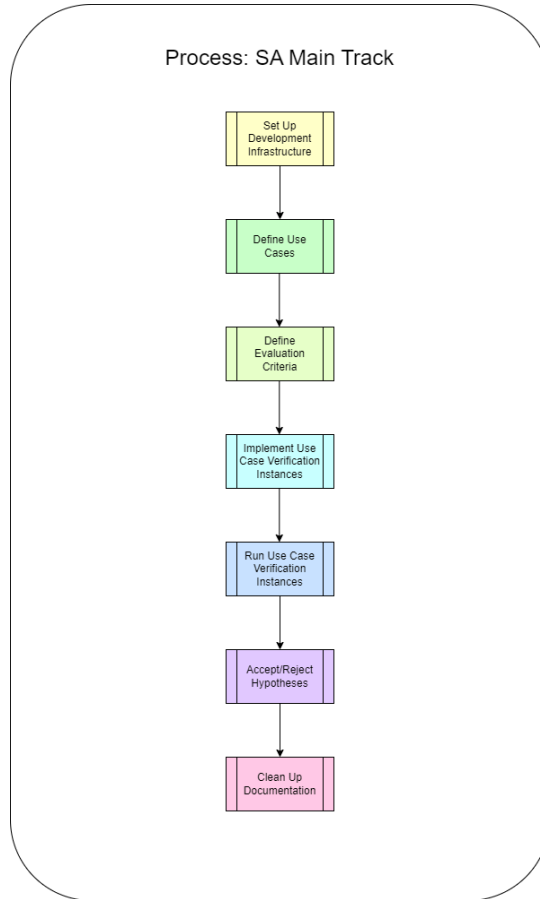 Process: SA Main Track
Set Up
Development
Infrastructure
Define Use
Cases
Define
Evaluation
Criteria
Implement Use
Case Verification
Instances
Run Use Case
Verification
Instances
Accept/Reject
Hypotheses
Clean Up
Documentation